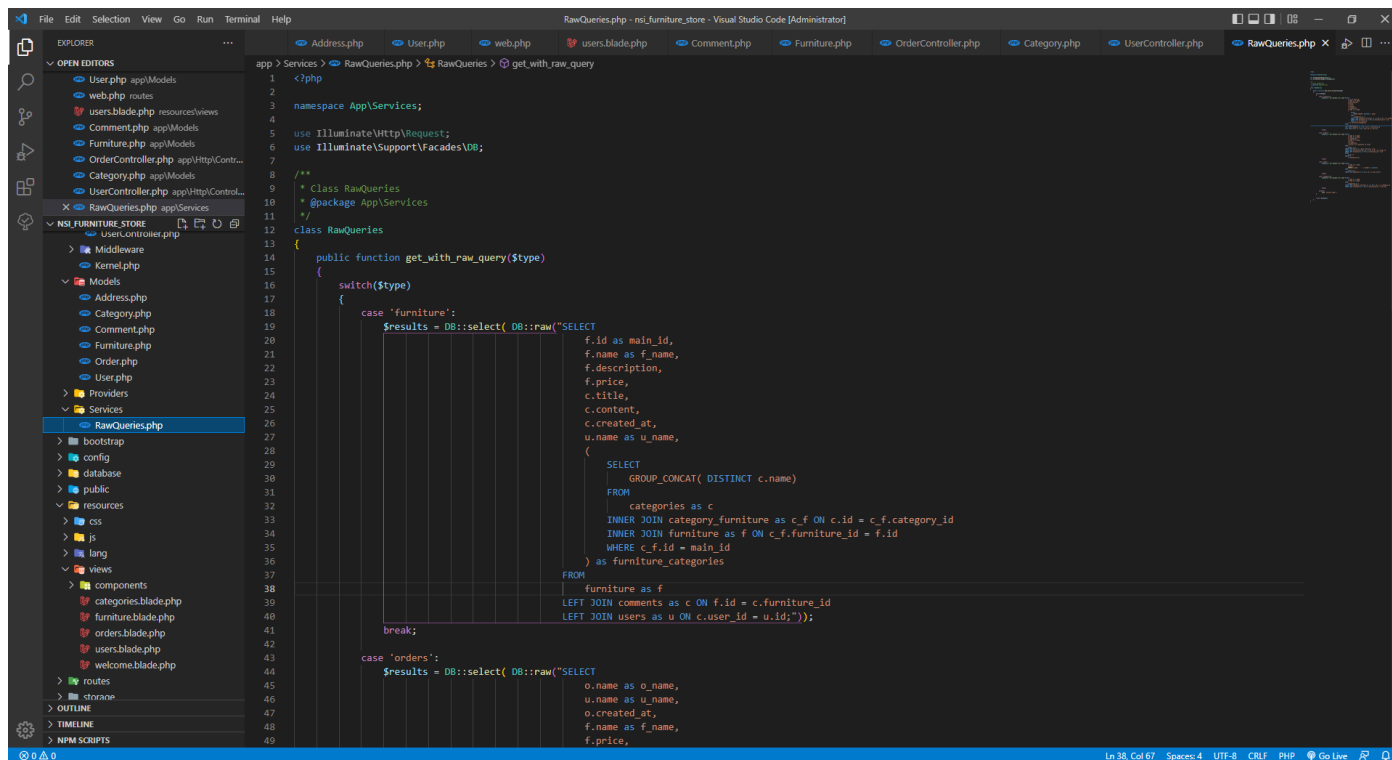 File Edit Selection View Go Run Terminal Help
RawQueries.php - nsi_furniture_store - Visual Studio Code [Administrator]
EXPLORER
Address.php User.php web.php users.blade.php Comment.php Furniture.php OrderController.php Category.php UserController.php RawQueries.php
OPEN EDITORS
User.php app\Models
web.php routes
users.blade.php resources\views
Comment.php app\Models
Furniture.php app\Models
OrderController.php app\Http\Contr...
Category.php app\Models
UserController.php app\Http\Control...
RawQueries.php app\Services
NSI_FURNITURE_STORE
UserController.php
Middleware
Kernel.php
Models
Address.php
Category.php
Comment.php
Furniture.php
Order.php
User.php
Providers
Services
RawQueries.php
bootstrap
config
database
public
resources
css
js
lang
views
components
categories.blade.php
furniture.blade.php
orders.blade.php
users.blade.php
welcome.blade.php
routes
storage
OUTLINE
TIMELINE
NPM SCRIPTS
app > Services > RawQueries.php > RawQueries > get_with_raw_query
1 <?php
2
3 namespace App\Services;
4
5 use Illuminate\Http\Request;
6 use Illuminate\Support\Facades\DB;
7
8 /**
9 * Class RawQueries
10 * @package App\Services
11 */
12 class RawQueries
13 {
14 public function get_with_raw_query($type)
15 {
16 switch($type)
17 {
18 case 'furniture':
19 $results = DB::select( DB::raw("SELECT
20 f.id as main_id,
21 f.name as f_name,
22 f.description,
23 f.price,
24 c.title,
25 c.content,
26 c.created_at,
27 u.name as u_name,
28 (
29 SELECT
30 GROUP_CONCAT( DISTINCT c.name)
31 FROM
32 categories as c
33 INNER JOIN category_furniture as c_f ON c.id = c_f.category_id
34 INNER JOIN furniture as f ON c_f.furniture_id = f.id
35 WHERE c_f.id = main_id
36 ) as furniture_categories
37 FROM
38 furniture as f
39 LEFT JOIN comments as c ON f.id = c.furniture_id
40 LEFT JOIN users as u ON c.user_id = u.id;"));
41 break;
42
43 case 'orders':
44 $results = DB::select( DB::raw("SELECT
45 o.name as o_name,
46 u.name as u_name,
47 o.created_at,
48 f.name as f_name,
49 f.price,
0 0
Ln 38, Col 67 Spaces: 4 UTF-8 CRLF PHP Go Live